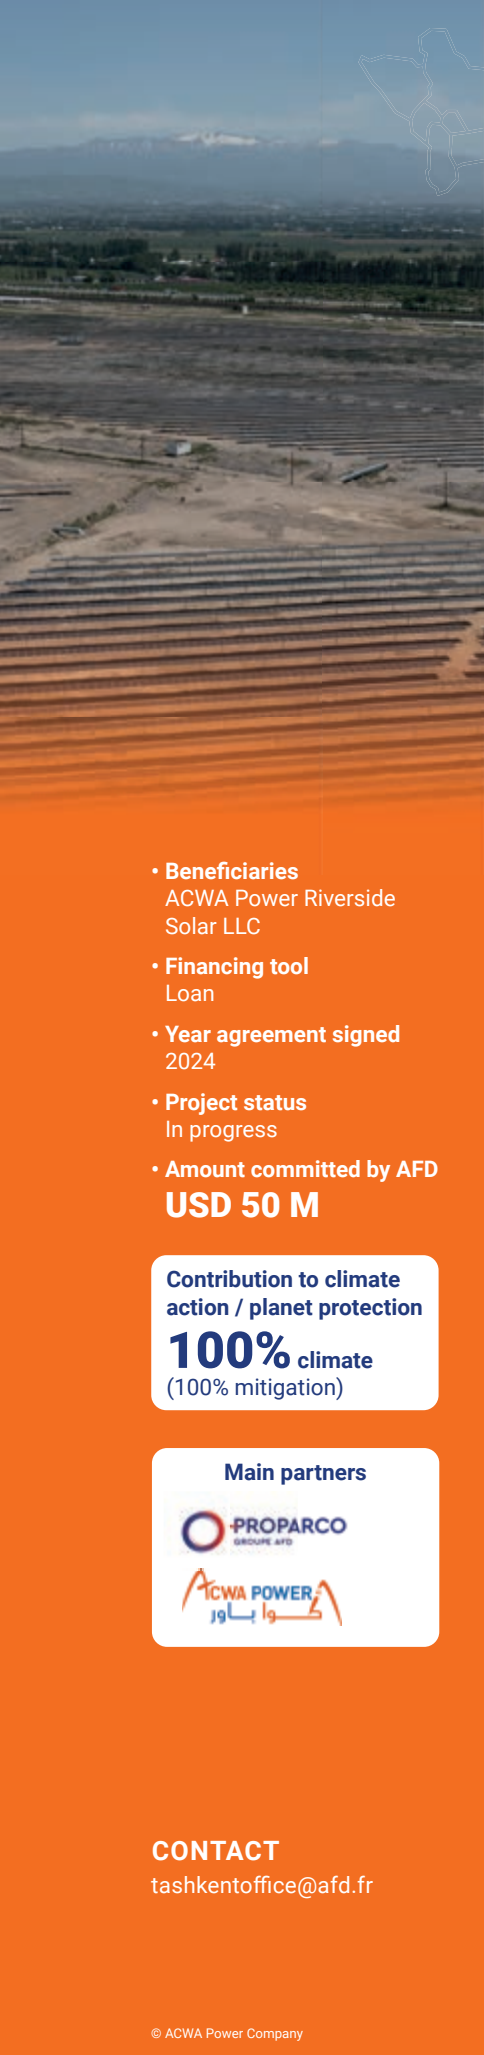 • Beneficiaries
ACWA Power Riverside
Solar LLC
• Financing tool
Loan
• Year agreement signed
2024
• Project status
In progress
• Amount committed by AFD
USD 50 M
Contribution to climate
action / planet protection
100% climate
(100% mitigation)
Main partners
PROPARCO
GROUPE AFD
ACWA POWER
أكوا باور
CONTACT
tashkentoffice@afd.fr
© ACWA Power Company